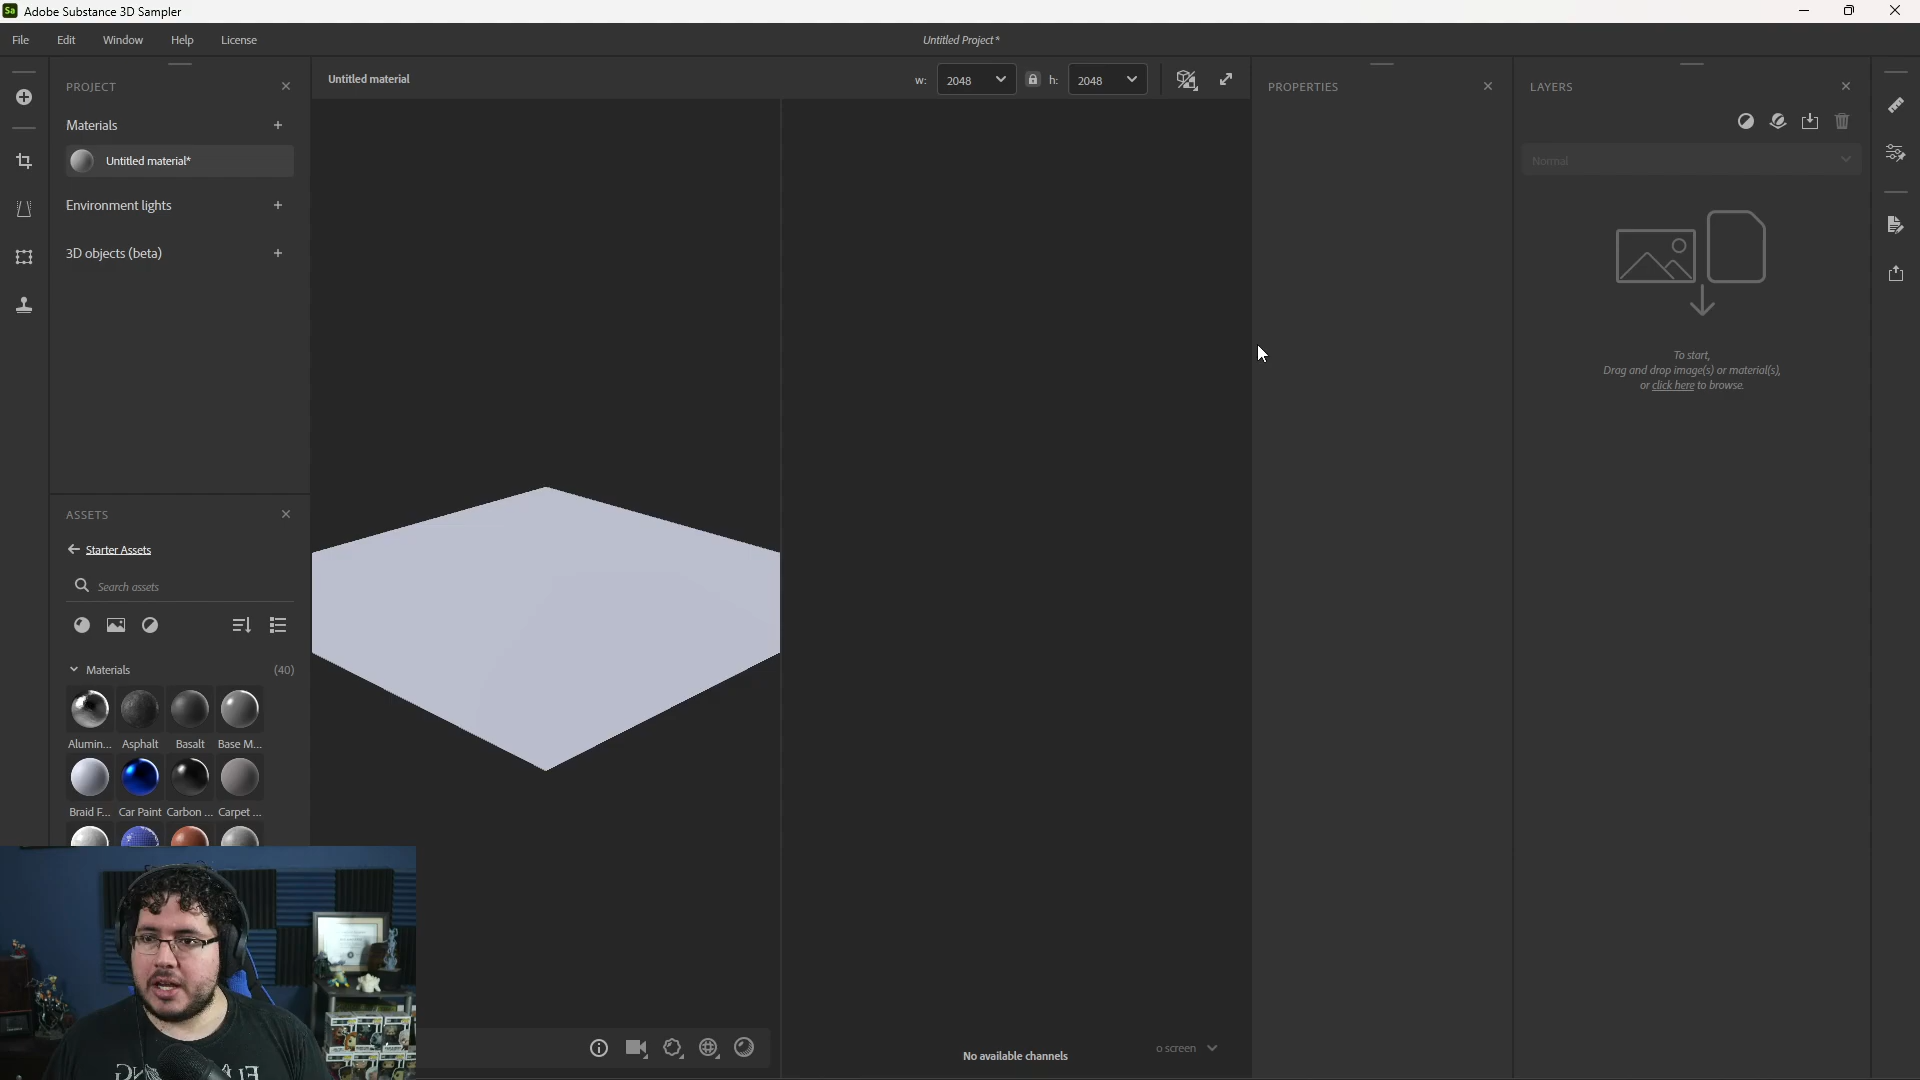 Sa Adobe Substance 3D Sampler
File Edit Window Help License
Untitled Project*
PROJECT
Materials
Untitled material*
Environment lights
3D objects (beta)
ASSETS
Starter Assets
Search assets
Materials (40)
Alumin... Asphalt Basalt Base M...
Braid F... Car Paint Carbon ... Carpet ...
Untitled material
w: 2048 h: 2048
No available channels
o screen
PROPERTIES
LAYERS
Normal
To start,
Drag and drop image(s) or material(s),
or click here to browse.